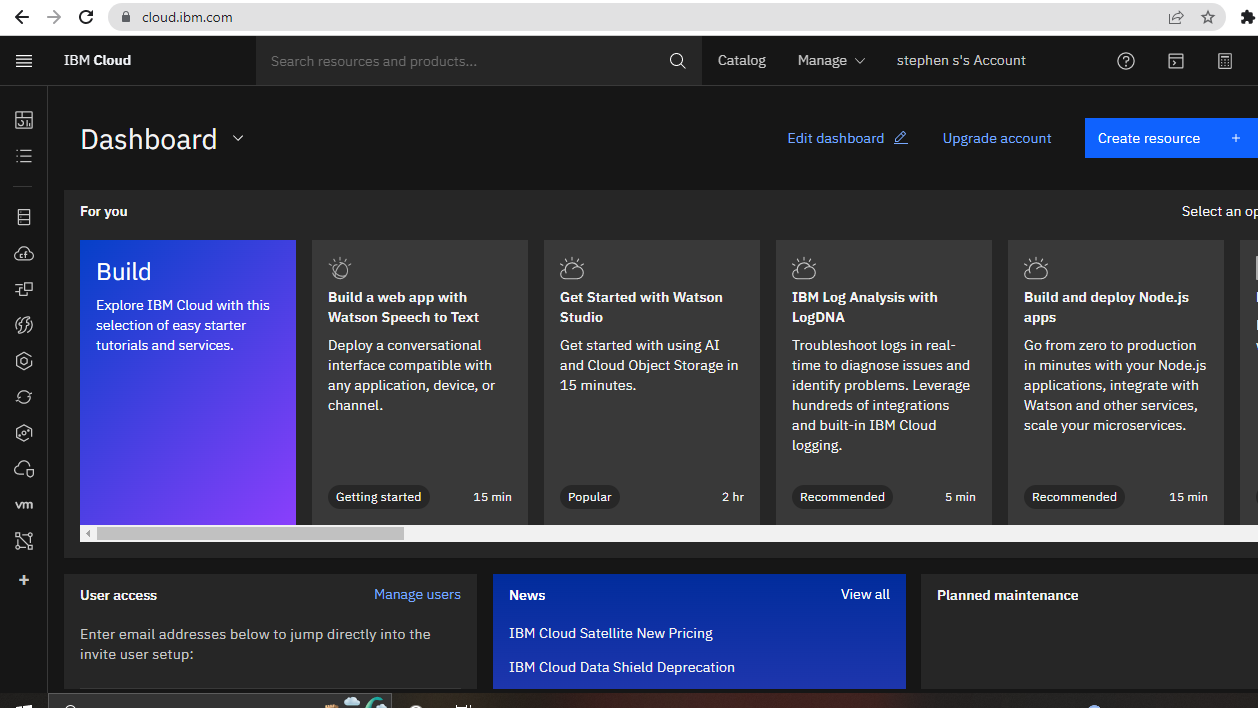 cloud.ibm.com
IBM Cloud
Search resources and products...
Catalog
Manage
stephen s's Account
Dashboard
Edit dashboard
Upgrade account
Create resource +
For you
Select an
Build
Explore IBM Cloud with this
selection of easy starter
tutorials and services.
Build a web app with
Watson Speech to Text
Deploy a conversational
interface compatible with
any application, device, or
channel.
Getting started
15 min
Get Started with Watson
Studio
Get started with using AI
and Cloud Object Storage in
15 minutes.
Popular
2 hr
IBM Log Analysis with
LogDNA
Troubleshoot logs in real-
time to diagnose issues and
identify problems. Leverage
hundreds of integrations
and built-in IBM Cloud
logging.
Recommended
5 min
Build and deploy Node.js
apps
Go from zero to production
in minutes with your Node.js
applications, integrate with
Watson and other services,
scale your microservices.
Recommended
15 min
cf
vm
User access
Manage users
Enter email addresses below to jump directly into the
invite user setup:
News
View all
IBM Cloud Satellite New Pricing
IBM Cloud Data Shield Deprecation
Planned maintenance